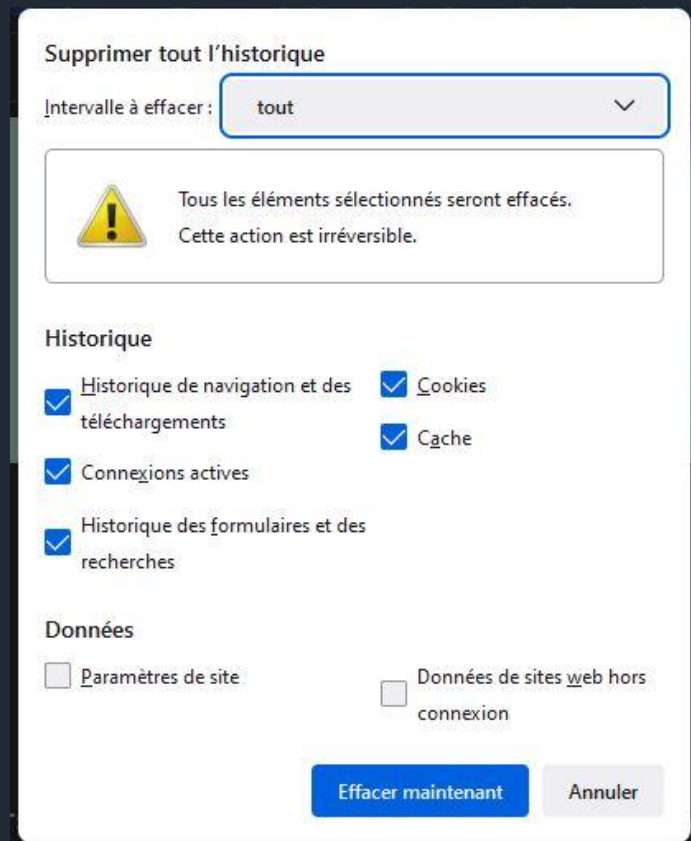 Supprimer tout l’historique
Intervalle à effacer :
tout
Tous les éléments sélectionnés seront effacés.
Cette action est irréversible.
Historique
Historique de navigation et des
téléchargements
Cookies
Cache
Connexions actives
Historique des formulaires et des
recherches
Données
Paramètres de site
Données de sites web hors
connexion
Effacer maintenant
Annuler